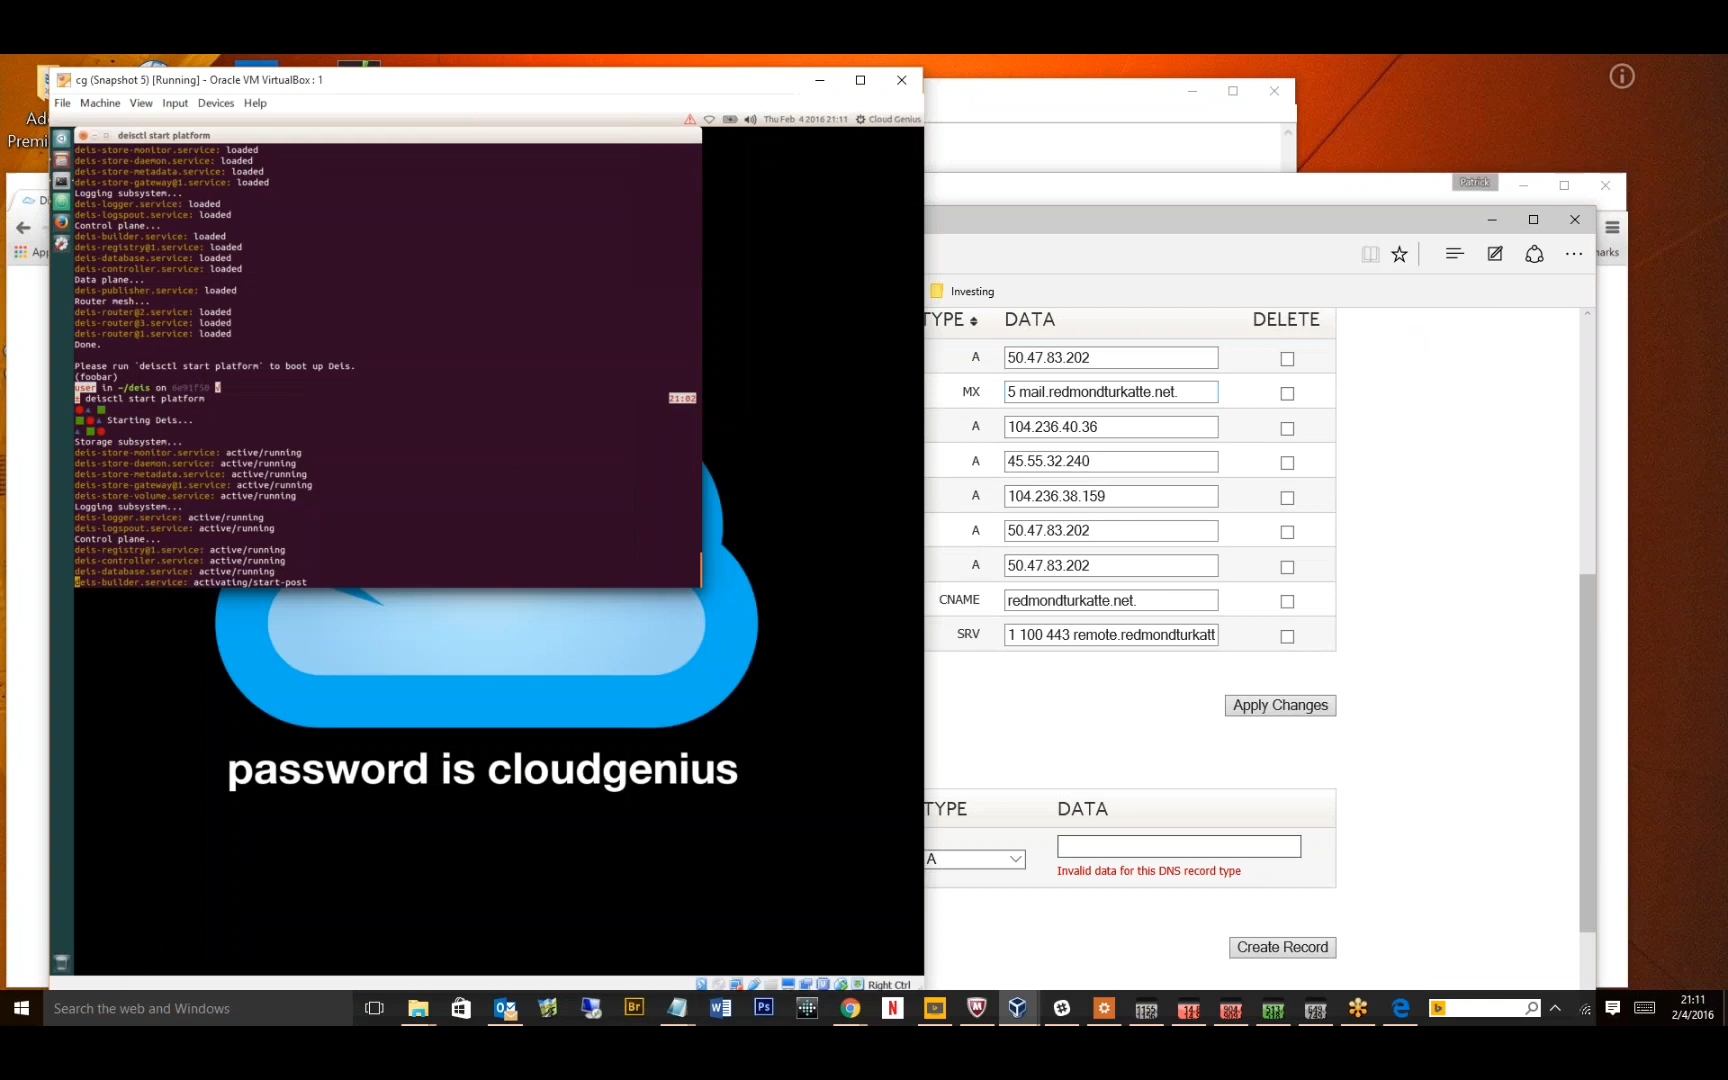 cg (Snapshot 5) [Running] - Oracle VM VirtualBox : 1
File Machine View Input Devices Help
Thu Feb 4 2016 21:11 Cloud Genius
deisctl start platform
deis-store-monitor.service: loaded
deis-store-daemon.service: loaded
deis-store-metadata.service: loaded
deis-store-gateway@1.service: loaded
Logging subsystem...
deis-logger.service: loaded
deis-logspout.service: loaded
Control plane...
deis-builder.service: loaded
deis-registry@1.service: loaded
deis-database.service: loaded
deis-controller.service: loaded
Data plane...
deis-publisher.service: loaded
Router mesh...
deis-router@2.service: loaded
deis-router@3.service: loaded
deis-router@1.service: loaded
Done.
Please run `deisctl start platform` to boot up Deis.
(foobar)
user in ~/deis on 6e91f50
deisctl start platform 21:02
Starting Deis...
Storage subsystem...
deis-store-monitor.service: active/running
deis-store-daemon.service: active/running
deis-store-metadata.service: active/running
deis-store-gateway@1.service: active/running
deis-store-volume.service: active/running
Logging subsystem...
deis-logger.service: active/running
deis-logspout.service: active/running
Control plane...
deis-registry@1.service: active/running
deis-controller.service: active/running
deis-database.service: active/running
deis-builder.service: activating/start-post
password is cloudgenius
Right Ctrl
Ad
Premi
D
App
Patrick
arks
Investing
TYPE DATA DELETE
A 50.47.83.202
MX 5 mail.redmondturkatte.net.
A 104.236.40.36
A 45.55.32.240
A 104.236.38.159
A 50.47.83.202
A 50.47.83.202
CNAME redmondturkatte.net.
SRV 1 100 443 remote.redmondturkatt
Apply Changes
TYPE DATA
A
Invalid data for this DNS record type
Create Record
Search the web and Windows
Br
Ps
N
21:11
2/4/2016